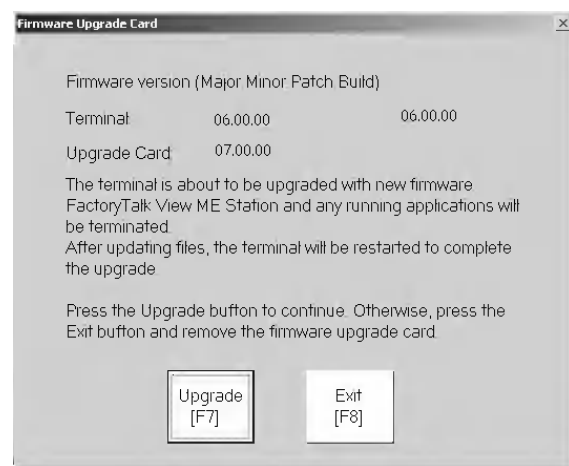 Firmware Upgrade Card
Firmware version (Major Minor Patch Build)
Terminal: 06.00.00 06.00.00
Upgrade Card: 07.00.00
The terminal is about to be upgraded with new firmware
FactoryTalk View ME Station and any running applications will
be terminated.
After updating files, the terminal will be restarted to complete
the upgrade.
Press the Upgrade button to continue. Otherwise, press the
Exit button and remove the firmware upgrade card.
Upgrade
[F7]
Exit
[F8]